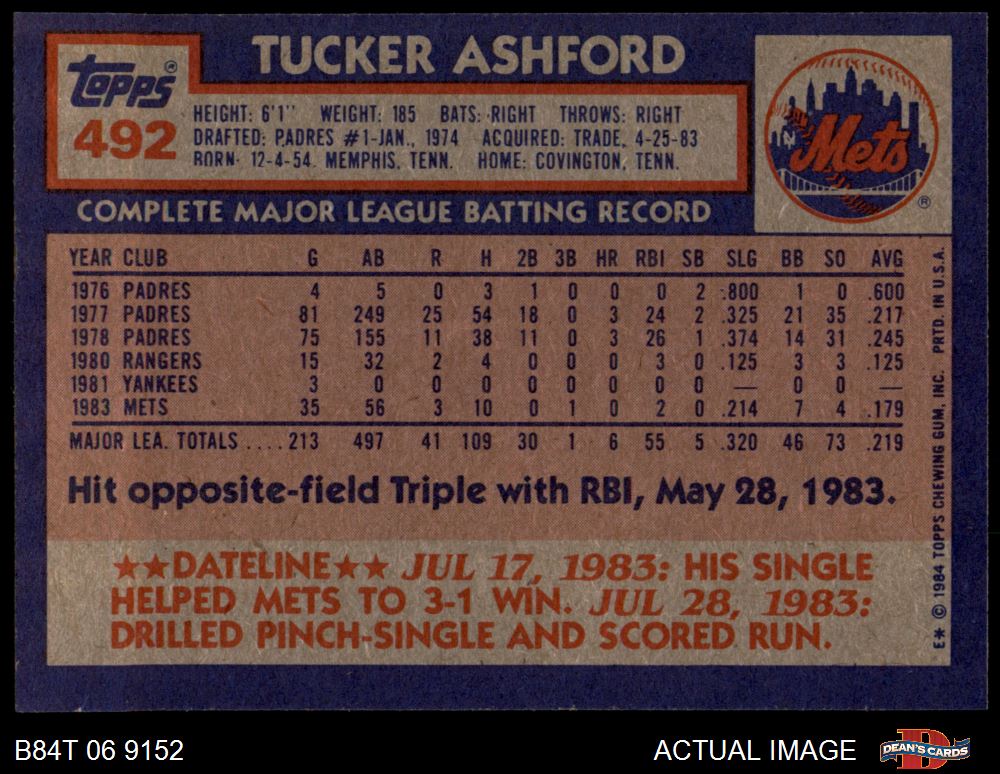 TUCKER ASHFORD
TOPPS®
492
HEIGHT: 6'1" WEIGHT: 185 BATS: RIGHT THROWS: RIGHT
DRAFTED: PADRES #1-JAN., 1974 ACQUIRED: TRADE, 4-25-83
BORN: 12-4-54, MEMPHIS, TENN. HOME: COVINGTON, TENN.
NY
Mets
®
COMPLETE MAJOR LEAGUE BATTING RECORD
YEAR CLUB G AB R H 2B 3B HR RBI SB SLG BB SO AVG
1976 PADRES 4 5 0 3 1 0 0 0 2 .800 1 0 .600
1977 PADRES 81 249 25 54 18 0 3 24 2 .325 21 35 .217
1978 PADRES 75 155 11 38 11 0 3 26 1 .374 14 31 .245
1980 RANGERS 15 32 2 4 0 0 0 3 0 .125 3 3 .125
1981 YANKEES 3 0 0 0 0 0 0 0 0 — 0 0 —
1983 METS 35 56 3 10 0 1 0 2 0 .214 7 4 .179
MAJOR LEA. TOTALS .... 213 497 41 109 30 1 6 55 5 .320 46 73 .219
Hit opposite-field Triple with RBI, May 28, 1983.
★★DATELINE★★ JUL 17, 1983: HIS SINGLE
HELPED METS TO 3-1 WIN. JUL 28, 1983:
DRILLED PINCH-SINGLE AND SCORED RUN.
E* © 1984 TOPPS CHEWING GUM, INC. PRTD. IN U.S.A.
B84T 06 9152
ACTUAL IMAGE
DEAN'S CARDS